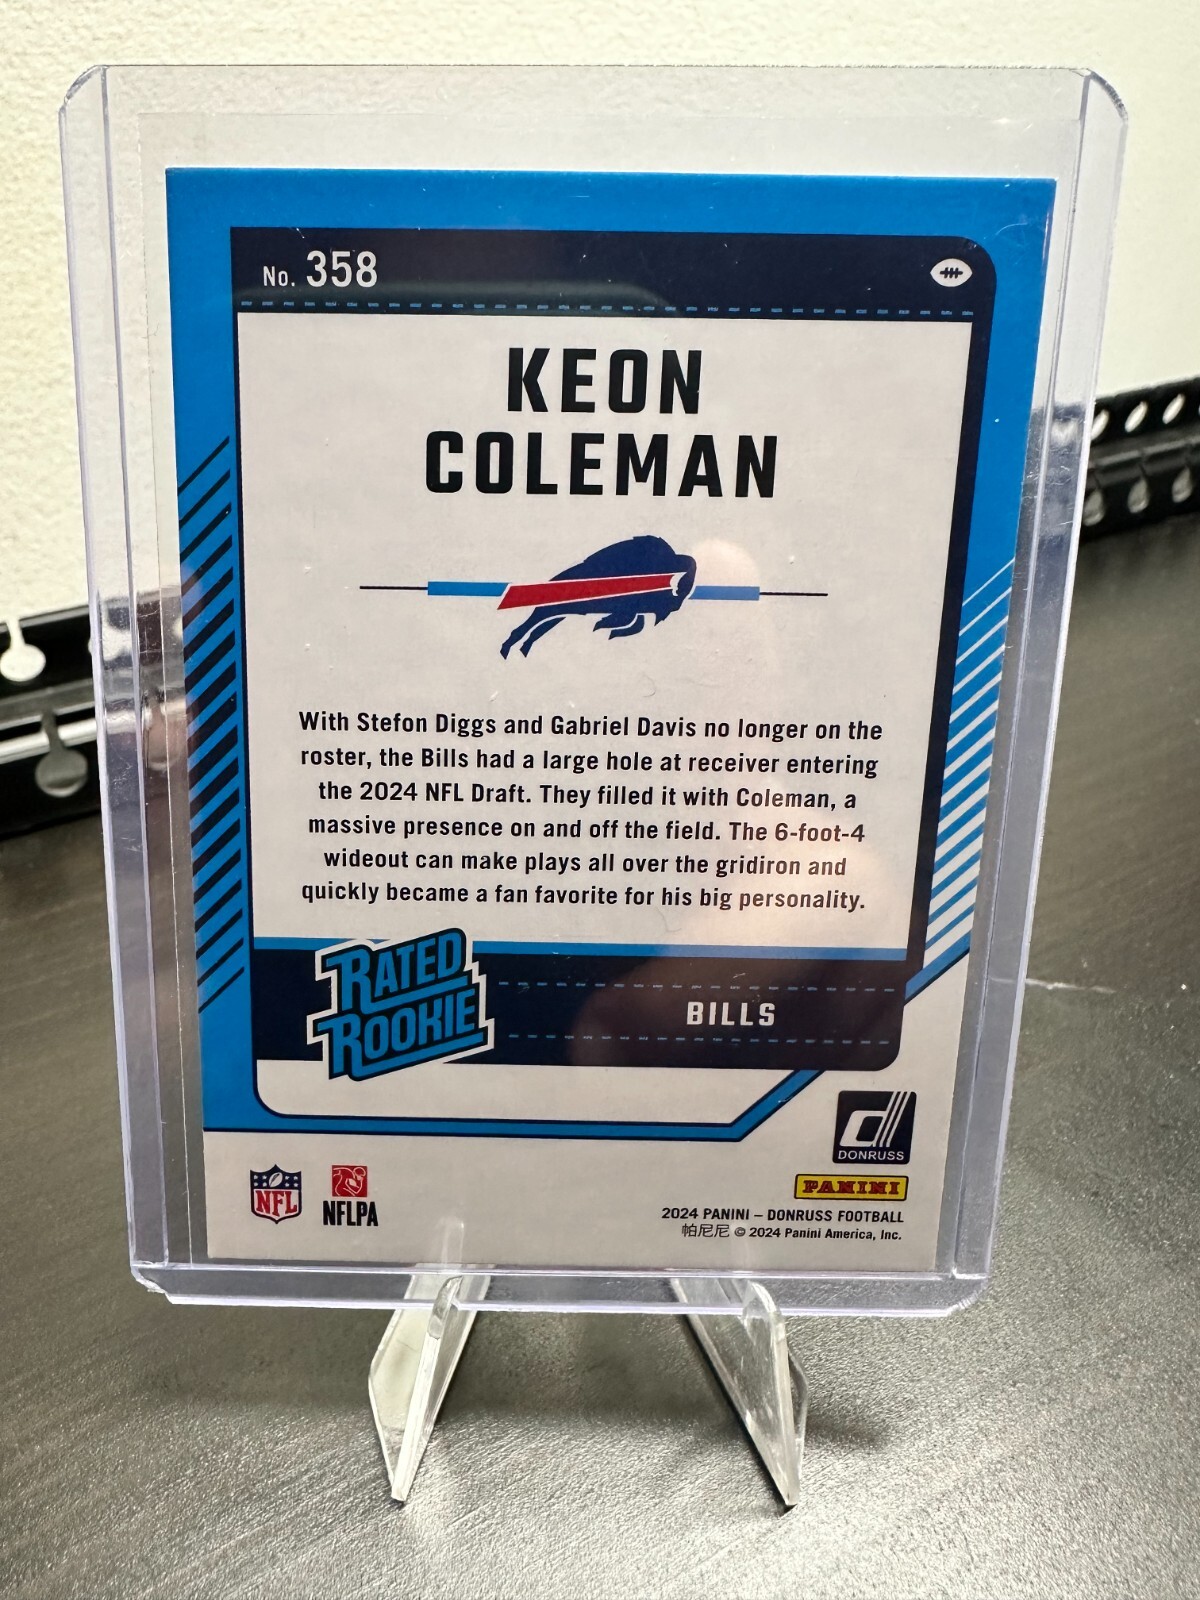 No. 358
KEON
COLEMAN
With Stefon Diggs and Gabriel Davis no longer on the
roster, the Bills had a large hole at receiver entering
the 2024 NFL Draft. They filled it with Coleman, a
massive presence on and off the field. The 6-foot-4
wideout can make plays all over the gridiron and
quickly became a fan favorite for his big personality.
RATED
ROOKIE
BILLS
DONRUSS
PANINI
NFL
NFLPA
2024 PANINI – DONRUSS FOOTBALL
帕尼尼 © 2024 Panini America, Inc.